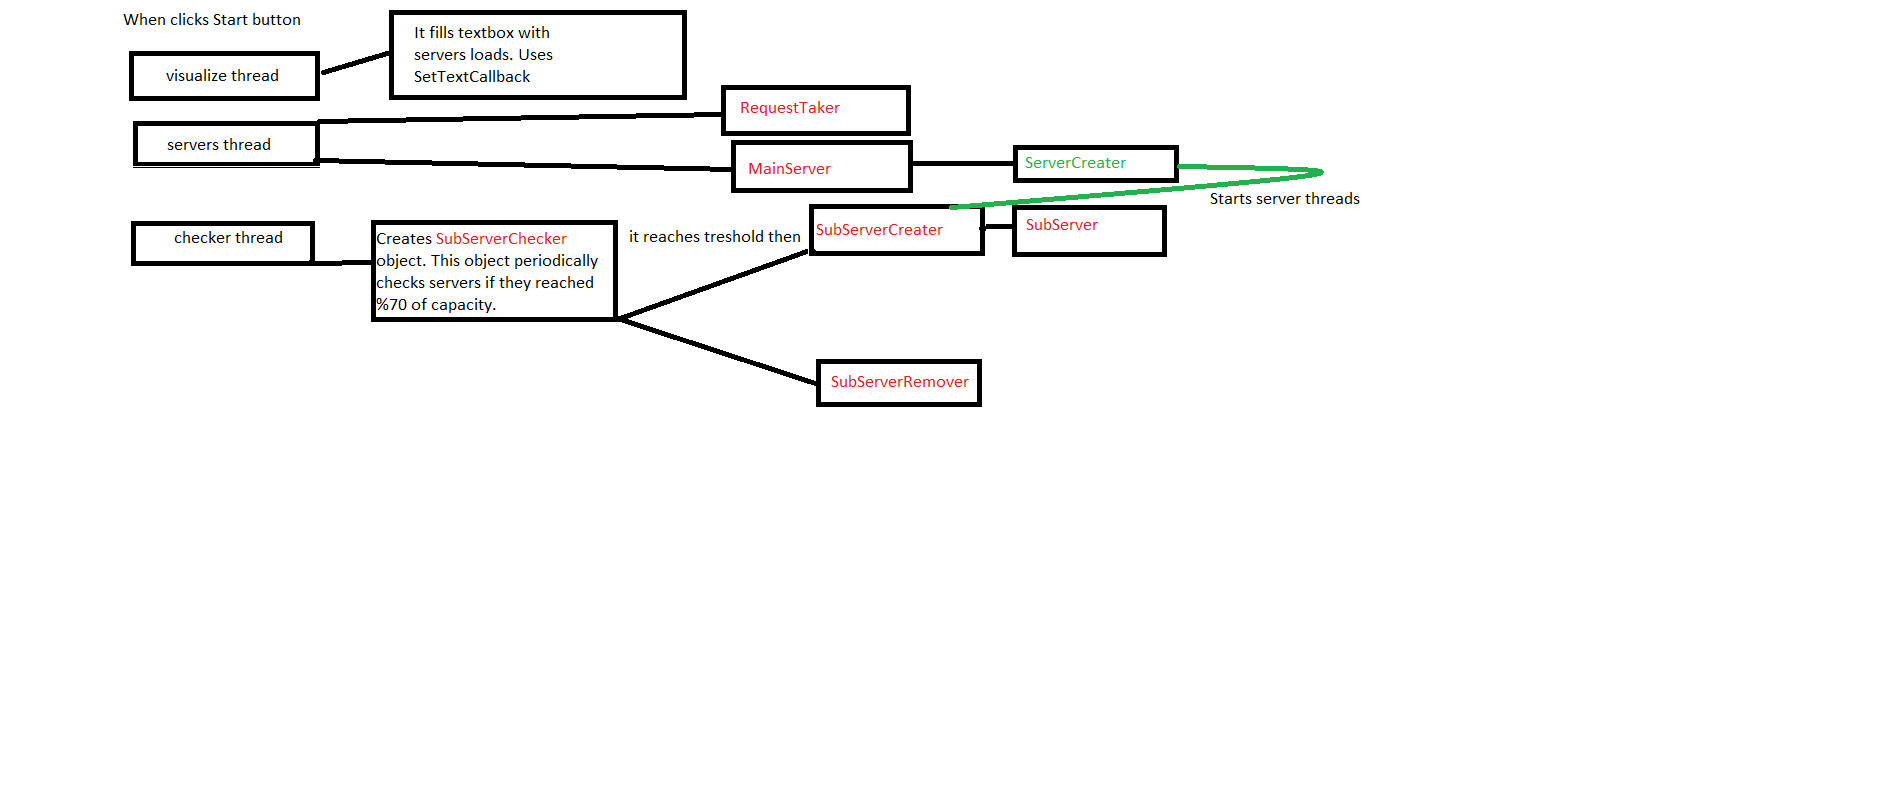 When clicks Start button
visualize thread
It fills textbox with
servers loads. Uses
SetTextCallback
servers thread
RequestTaker
MainServer
ServerCreater
Starts server threads
checker thread
Creates SubServerChecker
object. This object periodically
checks servers if they reached
%70 of capacity.
it reaches treshold then
SubServerCreater
SubServer
SubServerRemover